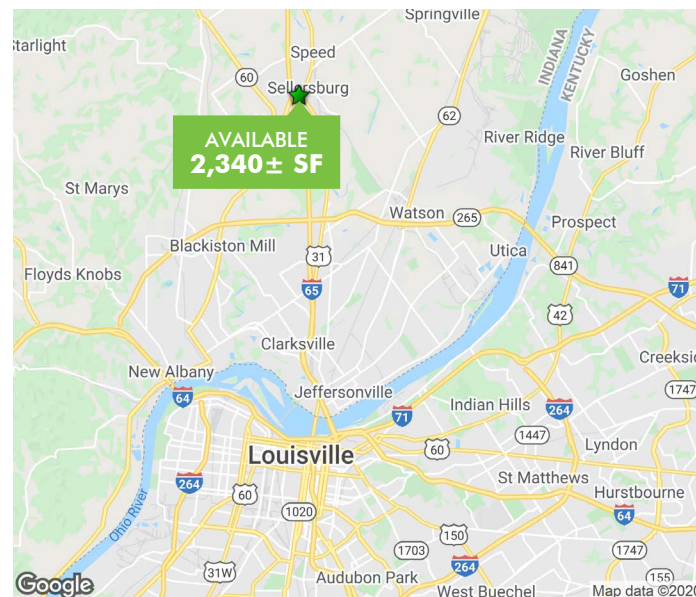 Springville
Starlight
Speed
INDIANA
KENTUCKY
Goshen
60
Sellersburg
62
AVAILABLE
2,340± SF
River Ridge
River Bluff
St Marys
Watson
265
Prospect
Blackiston Mill
31
Utica
841
Floyds Knobs
65
71
42
Clarksville
New Albany
Creekside
64
Jeffersonville
1747
71
Indian Hills
264
1447
60
Lyndon
Louisville
St Matthews
264
60
Hurstbourne
1020
64
Ohio River
150
1703
1747
264
31W
Audubon Park
155
West Buechel
Google
Map data ©2020